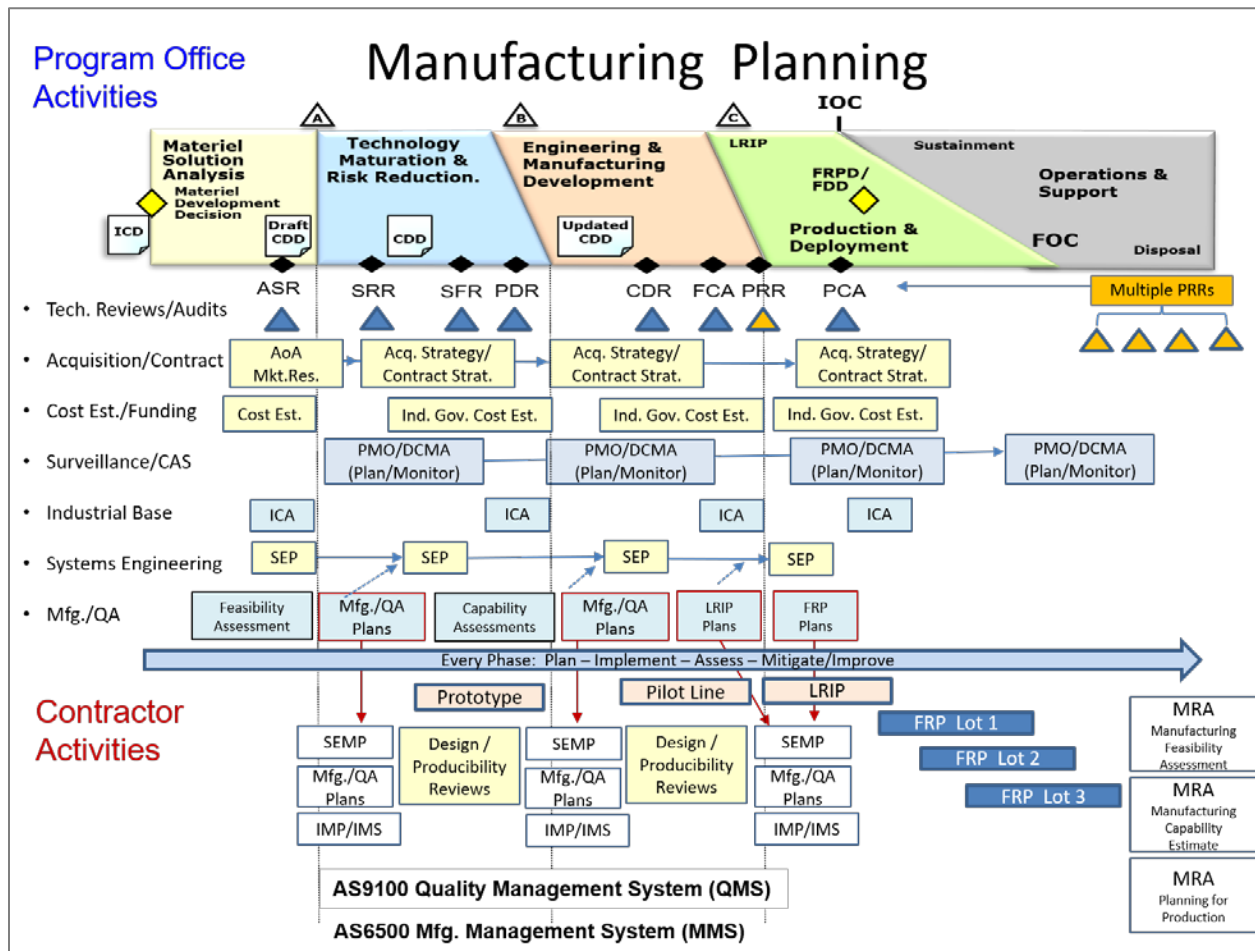 Program Office
Activities
Manufacturing Planning
A
B
C
IOC
Materiel
Solution
Analysis
Materiel
Development
Decision
ICD
Draft
CDD
Technology
Maturation &
Risk Reduction.
CDD
Engineering &
Manufacturing
Development
Updated
CDD
LRIP
FRPD/
FDD
Production &
Deployment
Sustainment
Operations &
Support
FOC
Disposal
ASR
SRR
SFR
PDR
CDR
FCA
PRR
PCA
Multiple PRRs
• Tech. Reviews/Audits
• Acquisition/Contract
AoA
Mkt.Res.
Acq. Strategy/
Contract Strat.
Acq. Strategy/
Contract Strat.
Acq. Strategy/
Contract Strat.
• Cost Est./Funding
Cost Est.
Ind. Gov. Cost Est.
Ind. Gov. Cost Est.
Ind. Gov. Cost Est.
• Surveillance/CAS
PMO/DCMA
(Plan/Monitor)
PMO/DCMA
(Plan/Monitor)
PMO/DCMA
(Plan/Monitor)
PMO/DCMA
(Plan/Monitor)
• Industrial Base
ICA
ICA
ICA
ICA
• Systems Engineering
SEP
SEP
SEP
SEP
• Mfg./QA
Feasibility
Assessment
Mfg./QA
Plans
Capability
Assessments
Mfg./QA
Plans
LRIP
Plans
FRP
Plans
Every Phase: Plan – Implement – Assess – Mitigate/Improve
Contractor
Activities
Prototype
Pilot Line
LRIP
SEMP
Mfg./QA
Plans
IMP/IMS
Design /
Producibility
Reviews
SEMP
Mfg./QA
Plans
IMP/IMS
Design /
Producibility
Reviews
SEMP
Mfg./QA
Plans
IMP/IMS
FRP Lot 1
FRP Lot 2
FRP Lot 3
MRA
Manufacturing
Feasibility
Assessment
MRA
Manufacturing
Capability
Estimate
MRA
Planning for
Production
AS9100 Quality Management System (QMS)
AS6500 Mfg. Management System (MMS)